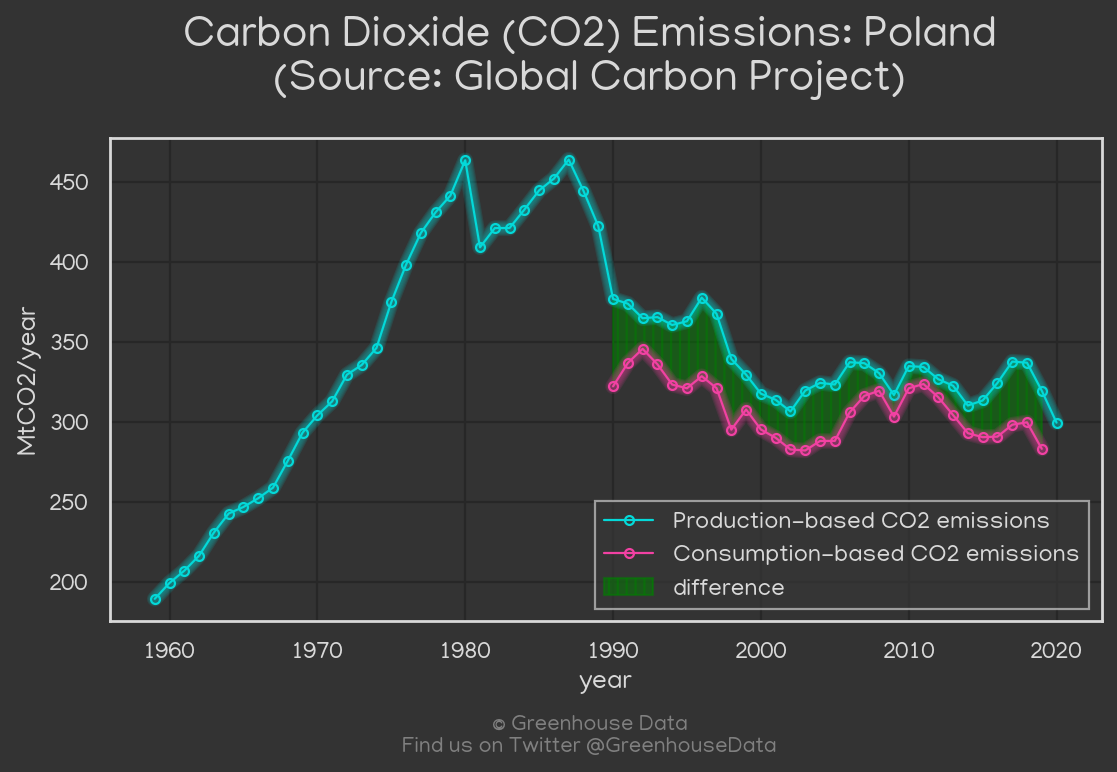 Carbon Dioxide (CO2) Emissions: Poland
(Source: Global Carbon Project)
MtCO2/year
450
400
350
300
250
200
Production-based CO2 emissions
Consumption-based CO2 emissions
difference
1960 1970 1980 1990 2000 2010 2020
year
© Greenhouse Data
Find us on Twitter @GreenhouseData